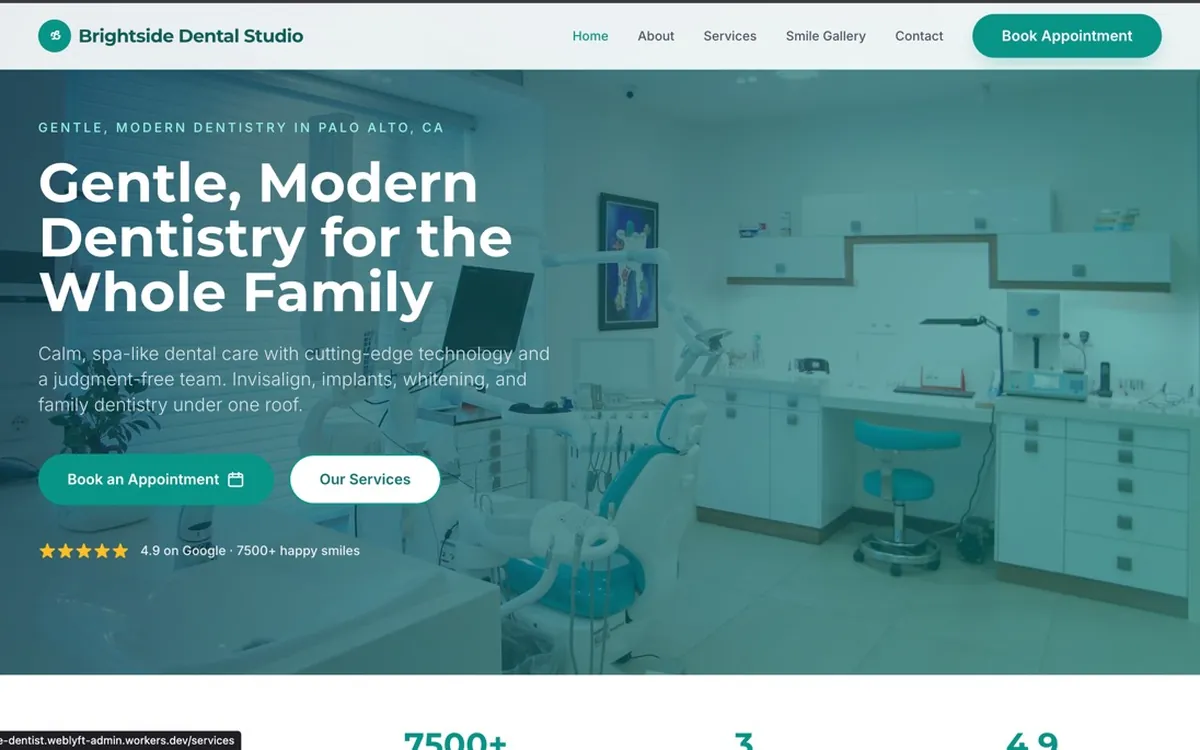 Brightside Dental Studio
Home
About
Services
Smile Gallery
Contact
Book Appointment
GENTLE, MODERN DENTISTRY IN PALO ALTO, CA
Gentle, Modern
Dentistry for the
Whole Family
Calm, spa-like dental care with cutting-edge technology and
a judgment-free team. Invisalign, implants, whitening, and
family dentistry under one roof.
Book an Appointment
Our Services
4.9 on Google · 7500+ happy smiles
7500+
3
4.9
e-dentist.weblyft-admin.workers.dev/services